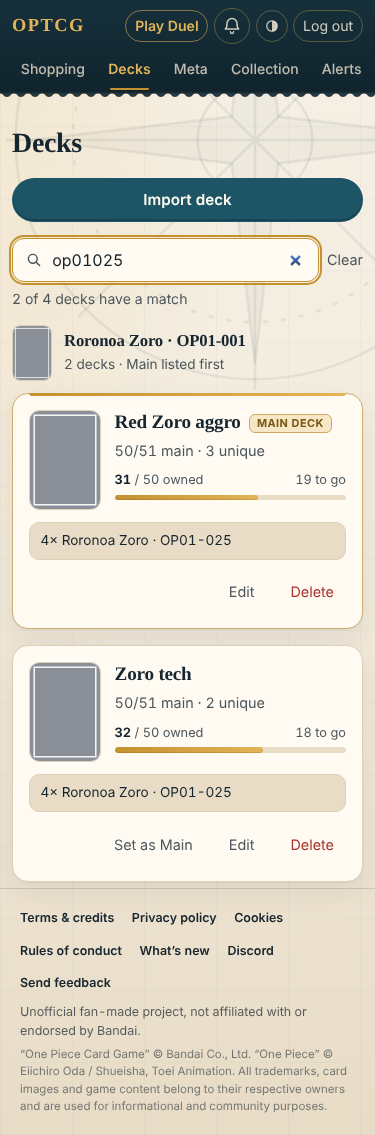 OPTCG
Play Duel
Log out
Shopping Decks Meta Collection Alerts
Decks
Import deck
op01025
Clear
2 of 4 decks have a match
Roronoa Zoro · OP01-001
2 decks · Main listed first
Red Zoro aggro MAIN DECK
50/51 main · 3 unique
31 / 50 owned 19 to go
4× Roronoa Zoro · OP01-025
Edit Delete
Zoro tech
50/51 main · 2 unique
32 / 50 owned 18 to go
4× Roronoa Zoro · OP01-025
Set as Main Edit Delete
Terms & credits Privacy policy Cookies
Rules of conduct What’s new Discord
Send feedback
Unofficial fan-made project, not affiliated with or
endorsed by Bandai.
“One Piece Card Game” © Bandai Co., Ltd. “One Piece” ©
Eiichiro Oda / Shueisha, Toei Animation. All trademarks, card
images and game content belong to their respective owners
and are used for informational and community purposes.